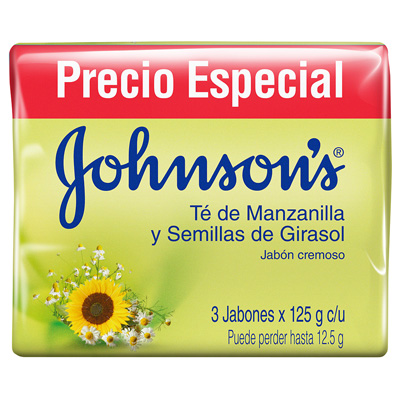 Precio Especial
Johnson's®
Té de Manzanilla
y Semillas de Girasol
Jabón cremoso
3 Jabones x 125 g c/u
Puede perder hasta 12.5 g